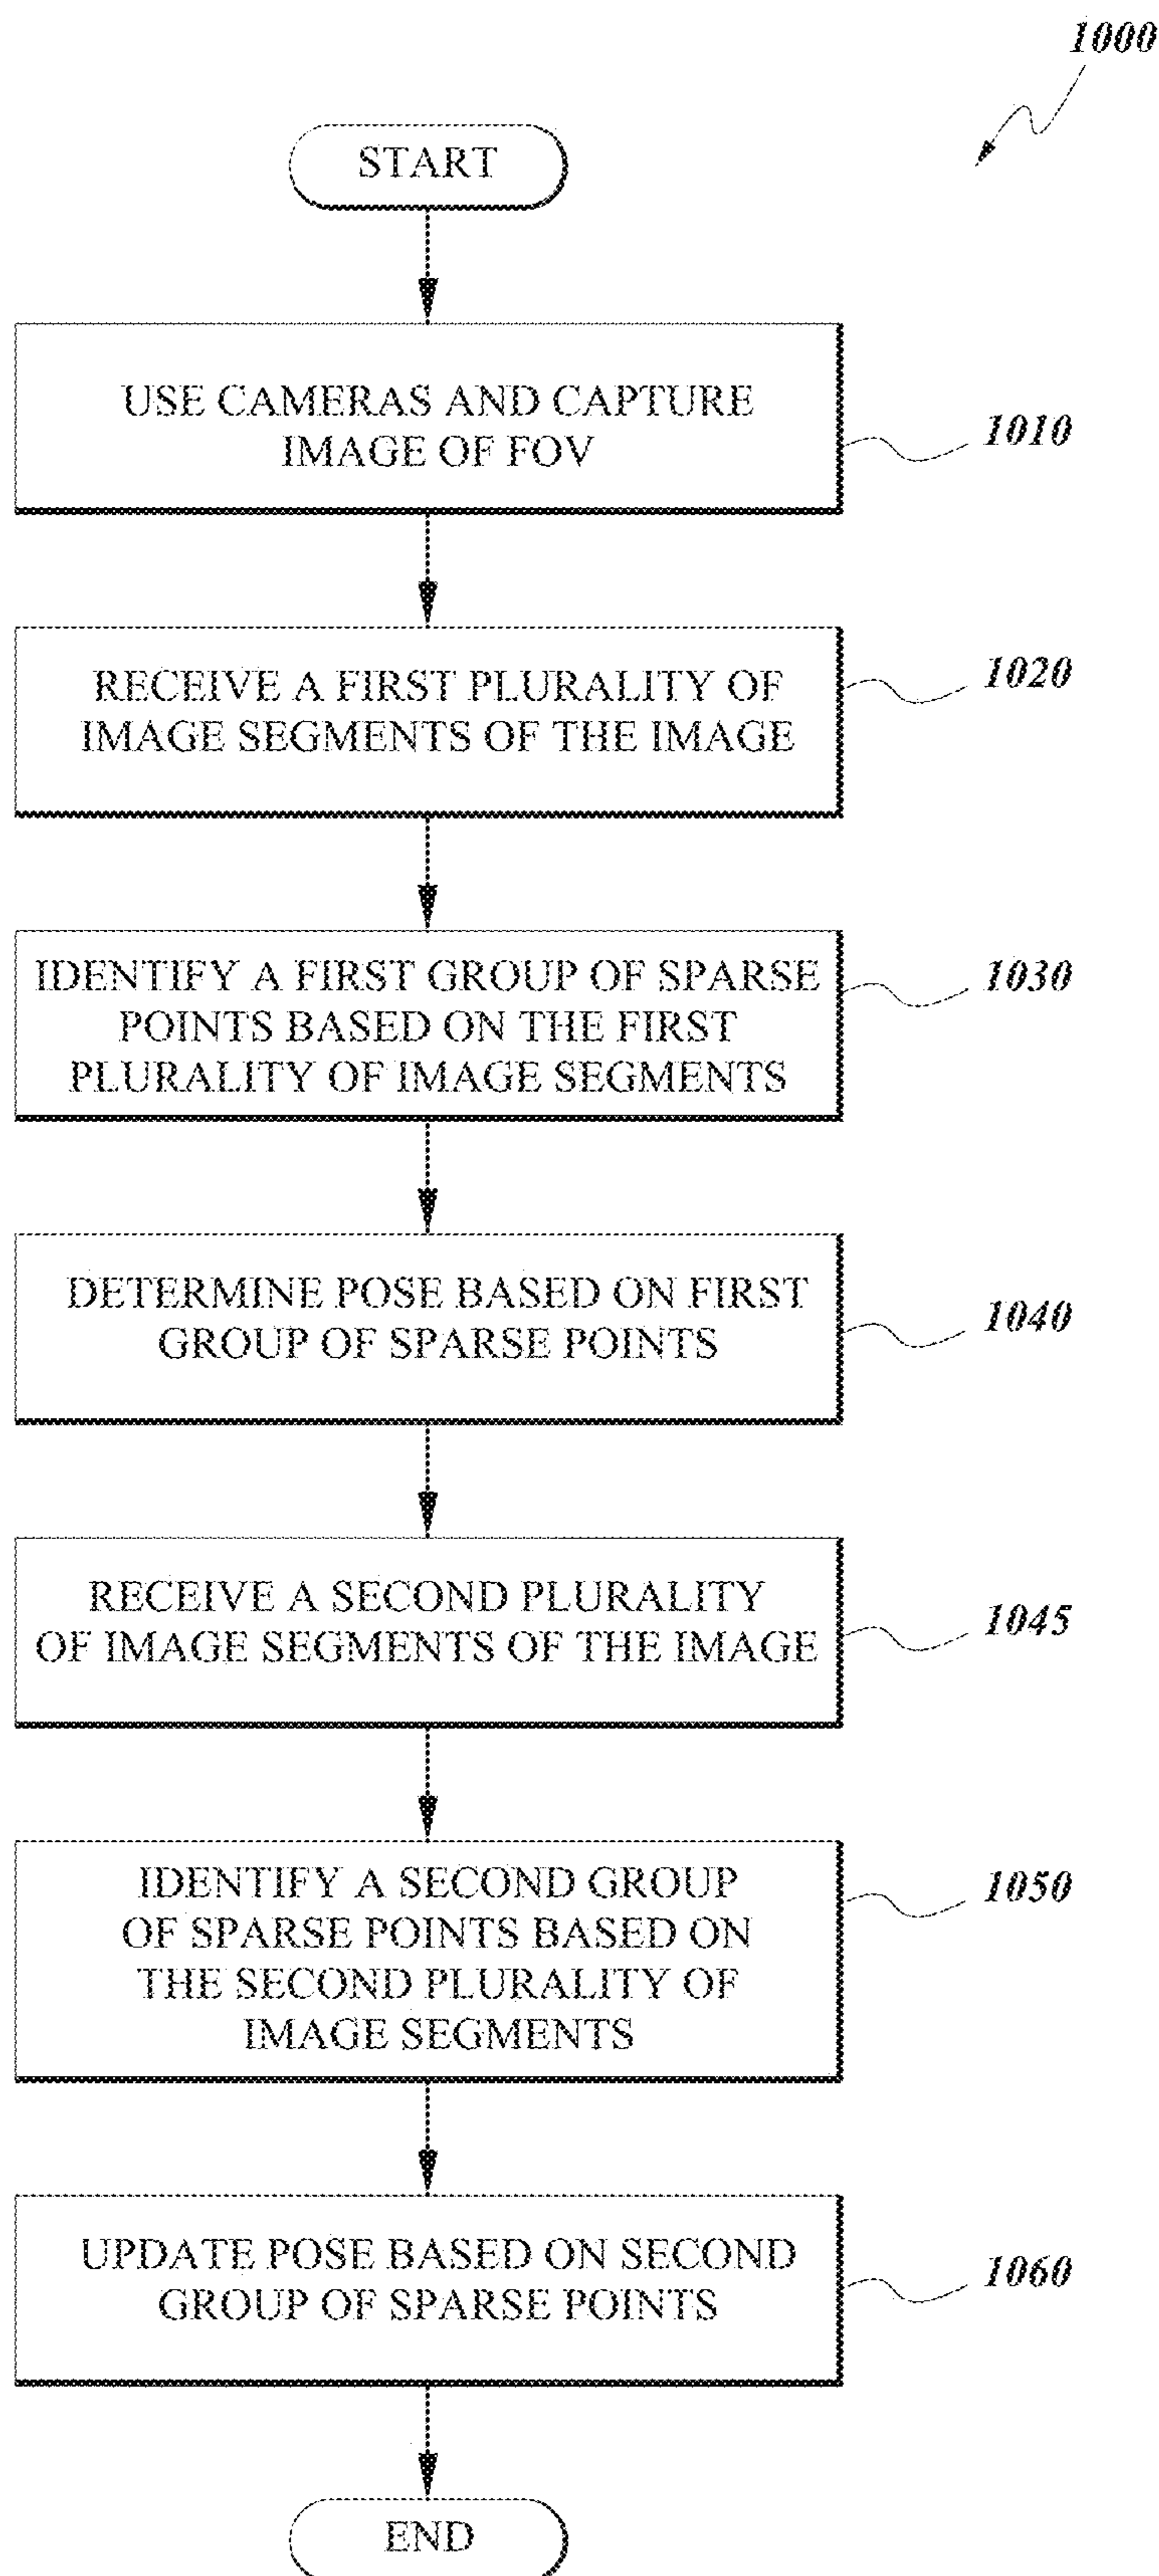 1000
START
USE CAMERAS AND CAPTURE
IMAGE OF FOV
1010
RECEIVE A FIRST PLURALITY OF
IMAGE SEGMENTS OF THE IMAGE
1020
IDENTIFY A FIRST GROUP OF SPARSE
POINTS BASED ON THE FIRST
PLURALITY OF IMAGE SEGMENTS
1030
DETERMINE POSE BASED ON FIRST
GROUP OF SPARSE POINTS
1040
RECEIVE A SECOND PLURALITY
OF IMAGE SEGMENTS OF THE IMAGE
1045
IDENTIFY A SECOND GROUP
OF SPARSE POINTS BASED ON
THE SECOND PLURALITY OF
IMAGE SEGMENTS
1050
UPDATE POSE BASED ON SECOND
GROUP OF SPARSE POINTS
1060
END